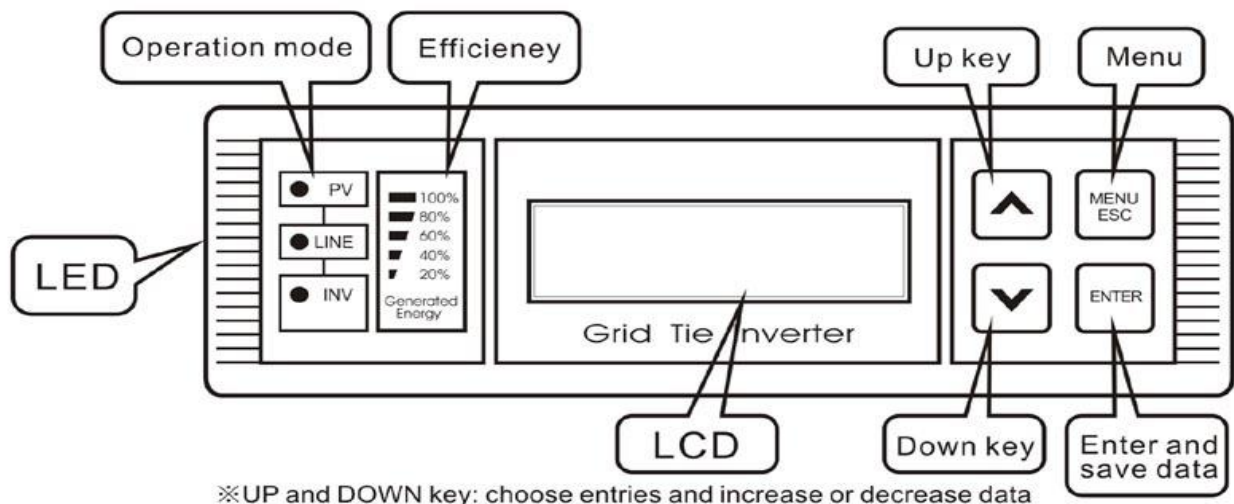 Operation mode
Efficieney
Up key
Menu
LED
PV
LINE
INV
100%
80%
60%
40%
20%
Generated
Energy
Grid Tie Inverter
MENU
ESC
ENTER
LCD
Down key
Enter and
save data
※UP and DOWN key: choose entries and increase or decrease data